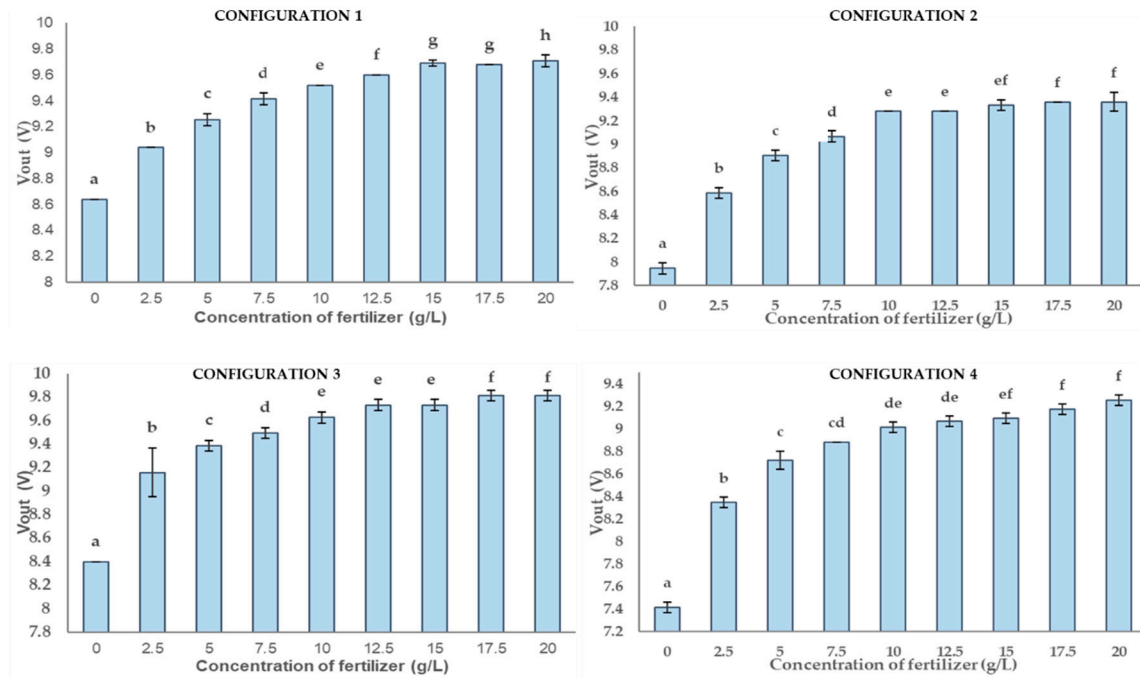 CONFIGURATION 1
10
9.8
9.6
9.4
9.2
9
8.8
8.6
8.4
8.2
8
Vout (V)
a
b
c
d
e
f
g
g
h
0 2.5 5 7.5 10 12.5 15 17.5 20
Concentration of fertilizer (g/L)
CONFIGURATION 2
10
9.8
9.6
9.4
9.2
9
8.8
8.6
8.4
8.2
8
7.8
Vout (V)
a
b
c
d
e
e
ef
f
f
0 2.5 5 7.5 10 12.5 15 17.5 20
Concentration of fertilizer (g/L)
CONFIGURATION 3
10
9.8
9.6
9.4
9.2
9
8.8
8.6
8.4
8.2
8
7.8
Vout (V)
a
b
c
d
e
e
e
f
f
0 2.5 5 7.5 10 12.5 15 17.5 20
Concentration of fertilizer (g/L)
CONFIGURATION 4
9.4
9.2
9
8.8
8.6
8.4
8.2
8
7.8
7.6
7.4
7.2
Vout (V)
a
b
c
cd
de
de
ef
f
f
0 2.5 5 7.5 10 12.5 15 17.5 20
Concentration of fertilizer (g/L)